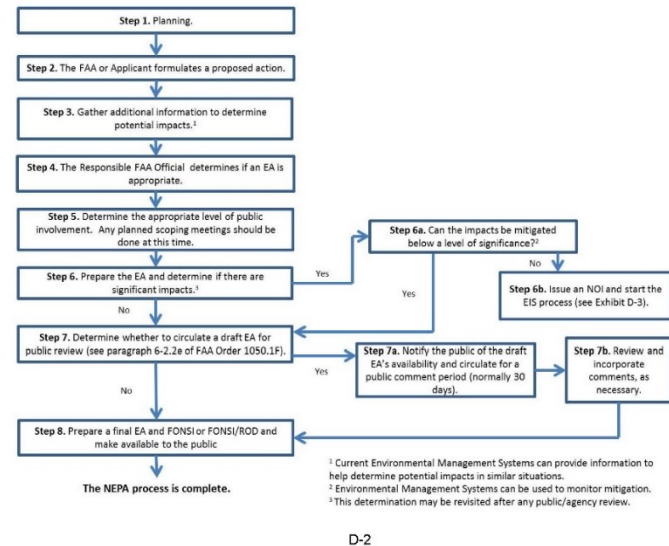 Step 1. Planning.
Step 2. The FAA or Applicant formulates a proposed action.
Step 3. Gather additional information to determine
potential impacts.¹
Step 4. The Responsible FAA Official determines if an EA is
appropriate.
Step 5. Determine the appropriate level of public
involvement. Any planned scoping meetings should
be done at this time.
Step 6. Prepare the EA and determine if there are
significant impacts.³
Yes
Step 6a. Can the impacts be mitigated
below a level of significance?²
No
Step 6b. Issue an NOI and start the
EIS process (see Exhibit D-3).
Yes
No
Step 7. Determine whether to circulate a draft EA for
public review (see paragraph 6-2.2e of FAA Order 1050.1F).
Yes
Step 7a. Notify the public of the draft
EA's availability and circulate for a
public comment period (normally 30
days).
Step 7b. Review
and incorporate
comments, as
necessary.
No
Step 8. Prepare a final EA and FONSI or FONSI/ROD and
make available to the public
The NEPA process is complete.
¹ Current Environmental Management Systems can provide information to
help determine potential impacts in similar situations.
² Environmental Management Systems can be used to monitor mitigation.
³ This determination may be revisited after any public/agency review.
D-2